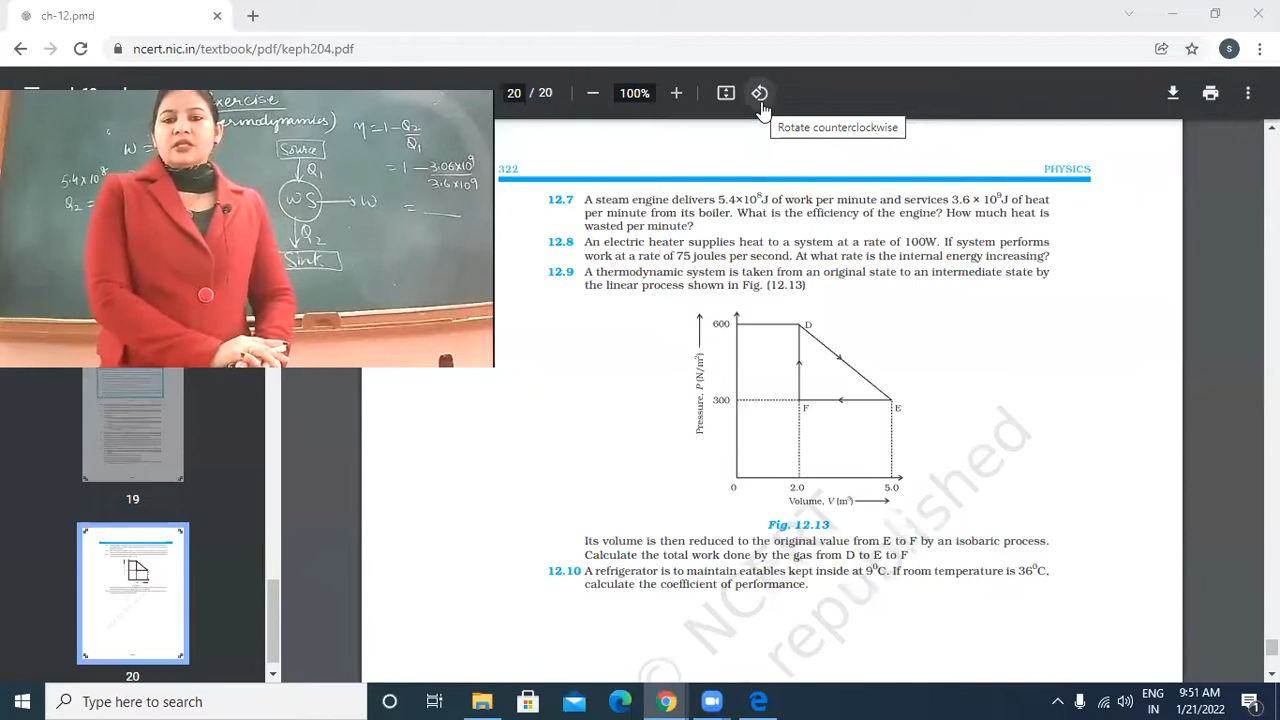 ch-12.pmd
ncert.nic.in/textbook/pdf/keph204.pdf
S
20 / 20
100%
Rotate counterclockwise
Exercise
ermodynamics)
W =
5.4×10⁸
Q₂ =
Source
Q₁
WS → W
Q₂
Sink
η = 1 - Q₂/Q₁
= 1 - 3.06×10⁹/3.6×10⁹
= ___
322 PHYSICS
12.7 A steam engine delivers 5.4×10⁸J of work per minute and services 3.6 × 10⁹J of heat
per minute from its boiler. What is the efficiency of the engine? How much heat is
wasted per minute?
12.8 An electric heater supplies heat to a system at a rate of 100W. If system performs
work at a rate of 75 joules per second. At what rate is the internal energy increasing?
12.9 A thermodynamic system is taken from an original state to an intermediate state by
the linear process shown in Fig. (12.13)
600
D
Pressure, P (N/m²)
300
F
E
0 2.0 5.0
Volume, V (m³)
Fig. 12.13
Its volume is then reduced to the original value from E to F by an isobaric process.
Calculate the total work done by the gas from D to E to F
12.10 A refrigerator is to maintain eatables kept inside at 9⁰C. If room temperature is 36⁰C,
calculate the coefficient of performance.
© NCERT
republished
19
20
Type here to search
ENG
IN
9:51 AM
1/21/2022
1